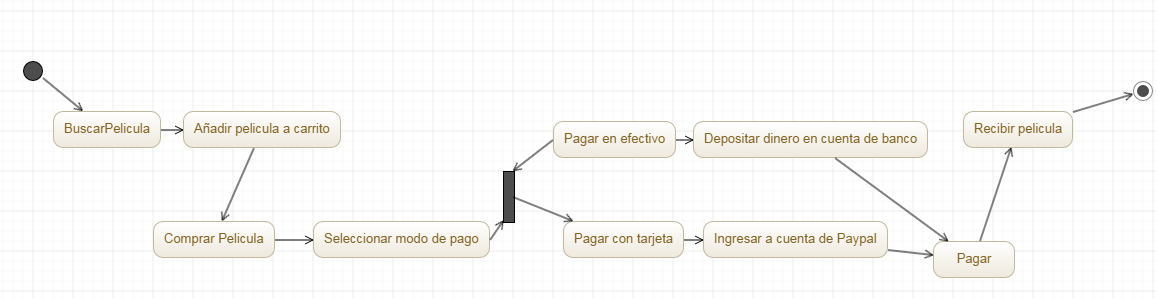 BuscarPelicula
Añadir pelicula a carrito
Comprar Pelicula
Seleccionar modo de pago
Pagar en efectivo
Depositar dinero en cuenta de banco
Pagar con tarjeta
Ingresar a cuenta de Paypal
Pagar
Recibir pelicula